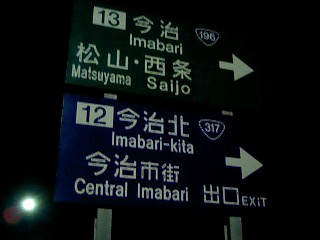 13 今治 196
Imabari
松山・西条
Matsuyama Saijo
12 今治北 317
Imabari-kita
今治市街
Central Imabari 出口 EXIT